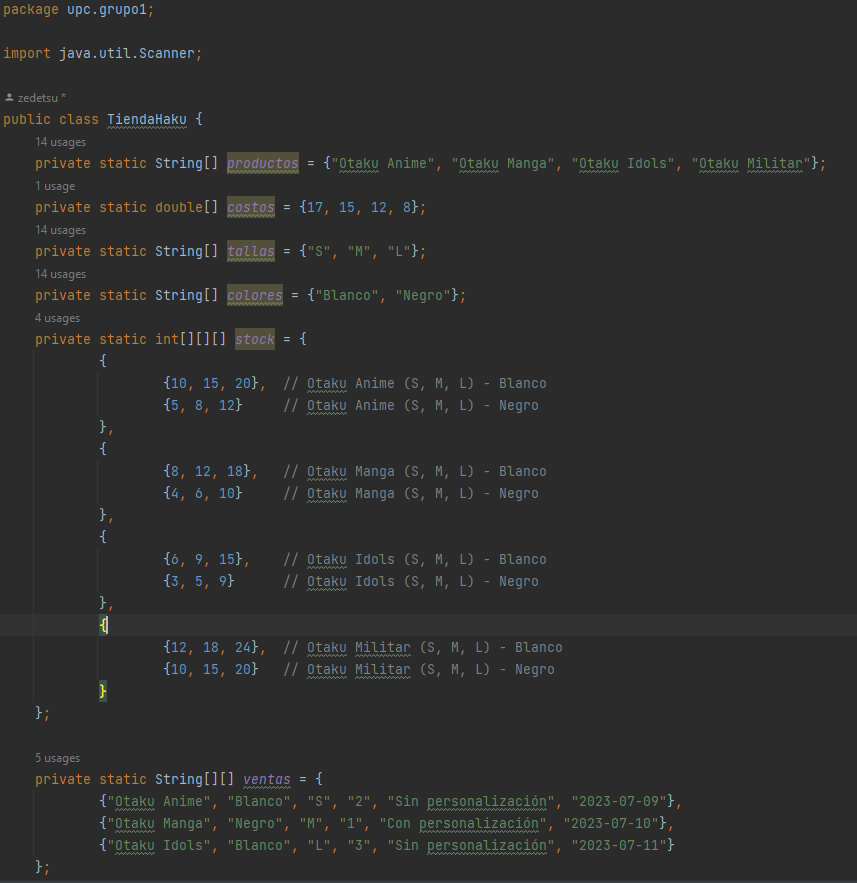 package upc.grupo1;
import java.util.Scanner;
zedetsu *
public class TiendaHaku {
14 usages
private static String[] productos = {"Otaku Anime", "Otaku Manga", "Otaku Idols", "Otaku Militar"};
1 usage
private static double[] costos = {17, 15, 12, 8};
14 usages
private static String[] tallas = {"S", "M", "L"};
14 usages
private static String[] colores = {"Blanco", "Negro"};
4 usages
private static int[][][] stock = {
{
{10, 15, 20}, // Otaku Anime (S, M, L) - Blanco
{5, 8, 12} // Otaku Anime (S, M, L) - Negro
},
{
{8, 12, 18}, // Otaku Manga (S, M, L) - Blanco
{4, 6, 10} // Otaku Manga (S, M, L) - Negro
},
{
{6, 9, 15}, // Otaku Idols (S, M, L) - Blanco
{3, 5, 9} // Otaku Idols (S, M, L) - Negro
},
{
{12, 18, 24}, // Otaku Militar (S, M, L) - Blanco
{10, 15, 20} // Otaku Militar (S, M, L) - Negro
}
};
5 usages
private static String[][] ventas = {
{"Otaku Anime", "Blanco", "S", "2", "Sin personalización", "2023-07-09"},
{"Otaku Manga", "Negro", "M", "1", "Con personalización", "2023-07-10"},
{"Otaku Idols", "Blanco", "L", "3", "Sin personalización", "2023-07-11"}
};